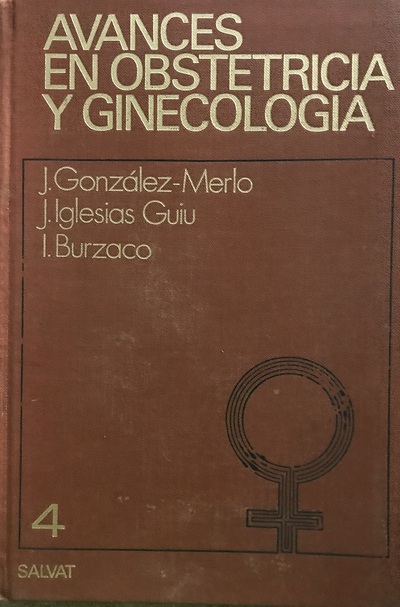 AVANCES
EN OBSTETRICIA
Y GINECOLOGIA
J. González-Merlo
J. Iglesias Guiu
I. Burzaco
4
SALVAT